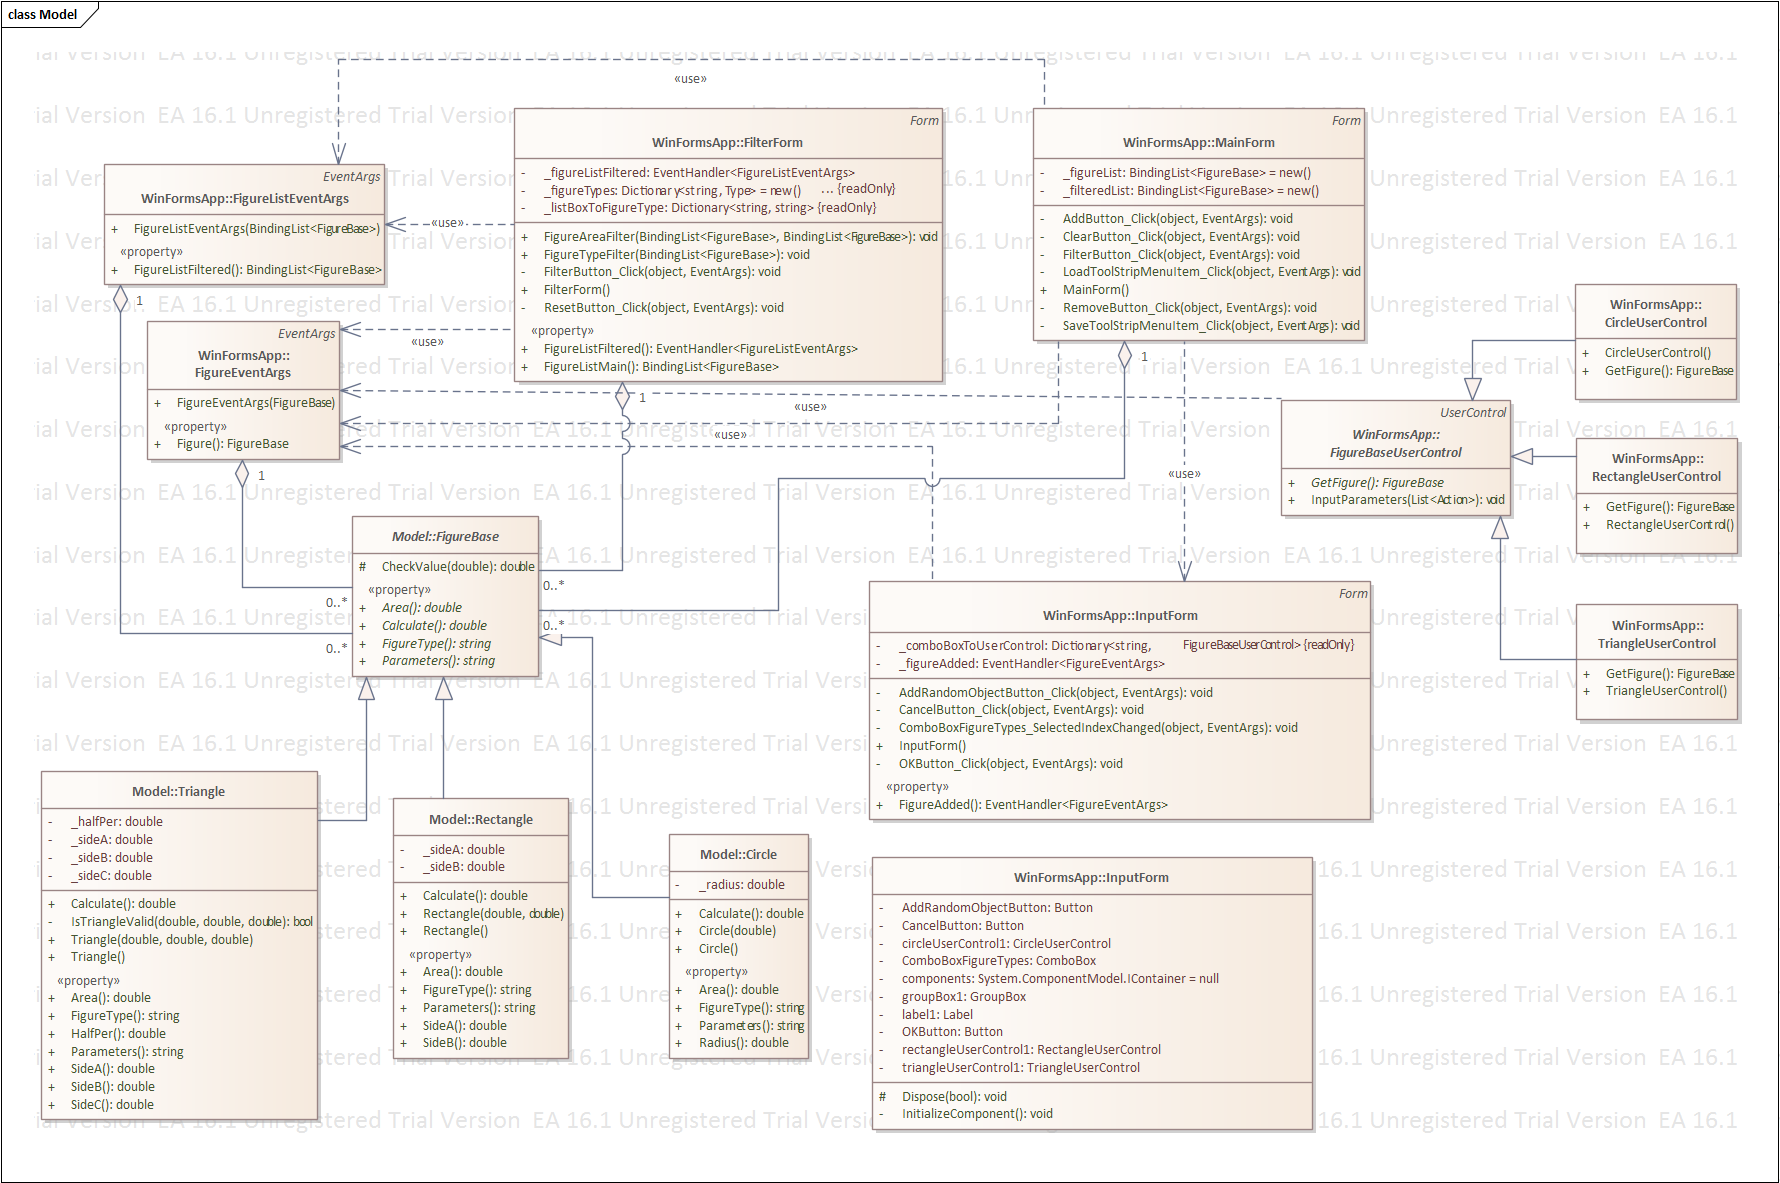 class Model
«use»
EventArgs
WinFormsApp::FigureListEventArgs
+ FigureListEventArgs(BindingList<FigureBase>)
«property»
+ FigureListFiltered(): BindingList<FigureBase>
1
«use»
Form
WinFormsApp::FilterForm
- _figureListFiltered: EventHandler<FigureListEventArgs>
- _figureTypes: Dictionary<string, Type> = new() ... {readOnly}
- _listBoxToFigureType: Dictionary<string, string> {readOnly}
+ FigureAreaFilter(BindingList<FigureBase>, BindingList<FigureBase>): void
+ FigureTypeFilter(BindingList<FigureBase>): void
- FilterButton_Click(object, EventArgs): void
+ FilterForm()
- ResetButton_Click(object, EventArgs): void
«property»
+ FigureListFiltered(): EventHandler<FigureListEventArgs>
+ FigureListMain(): BindingList<FigureBase>
1
Form
WinFormsApp::MainForm
- _figureList: BindingList<FigureBase> = new()
- _filteredList: BindingList<FigureBase> = new()
- AddButton_Click(object, EventArgs): void
- ClearButton_Click(object, EventArgs): void
- FilterButton_Click(object, EventArgs): void
- LoadToolStripMenuItem_Click(object, EventArgs): void
+ MainForm()
- RemoveButton_Click(object, EventArgs): void
- SaveToolStripMenuItem_Click(object, EventArgs): void
1
EventArgs
WinFormsApp::
FigureEventArgs
+ FigureEventArgs(FigureBase)
«property»
+ Figure(): FigureBase
1
«use»
«use»
«use»
«use»
WinFormsApp::
CircleUserControl
+ CircleUserControl()
+ GetFigure(): FigureBase
UserControl
WinFormsApp::
FigureBaseUserControl
+ GetFigure(): FigureBase
+ InputParameters(List<Action>): void
WinFormsApp::
RectangleUserControl
+ GetFigure(): FigureBase
+ RectangleUserControl()
WinFormsApp::
TriangleUserControl
+ GetFigure(): FigureBase
+ TriangleUserControl()
Model::FigureBase
# CheckValue(double): double
«property»
+ Area(): double
+ Calculate(): double
+ FigureType(): string
+ Parameters(): string
0..*
0..*
0..*
0..*
Form
WinFormsApp::InputForm
- _comboBoxToUserControl: Dictionary<string, FigureBaseUserControl> {readOnly}
- _figureAdded: EventHandler<FigureEventArgs>
- AddRandomObjectButton_Click(object, EventArgs): void
- CancelButton_Click(object, EventArgs): void
- ComboBoxFigureTypes_SelectedIndexChanged(object, EventArgs): void
+ InputForm()
- OKButton_Click(object, EventArgs): void
«property»
+ FigureAdded(): EventHandler<FigureEventArgs>
Model::Triangle
- _halfPer: double
- _sideA: double
- _sideB: double
- _sideC: double
+ Calculate(): double
- IsTriangleValid(double, double, double): bool
+ Triangle(double, double, double)
+ Triangle()
«property»
+ Area(): double
+ FigureType(): string
+ HalfPer(): double
+ Parameters(): string
+ SideA(): double
+ SideB(): double
+ SideC(): double
Model::Rectangle
- _sideA: double
- _sideB: double
+ Calculate(): double
+ Rectangle(double, double)
+ Rectangle()
«property»
+ Area(): double
+ FigureType(): string
+ Parameters(): string
+ SideA(): double
+ SideB(): double
Model::Circle
- _radius: double
+ Calculate(): double
+ Circle(double)
+ Circle()
«property»
+ Area(): double
+ FigureType(): string
+ Parameters(): string
+ Radius(): double
WinFormsApp::InputForm
- AddRandomObjectButton: Button
- CancelButton: Button
- circleUserControl1: CircleUserControl
- ComboBoxFigureTypes: ComboBox
- components: System.ComponentModel.IContainer = null
- groupBox1: GroupBox
- label1: Label
- OKButton: Button
- rectangleUserControl1: RectangleUserControl
- triangleUserControl1: TriangleUserControl
# Dispose(bool): void
- InitializeComponent(): void